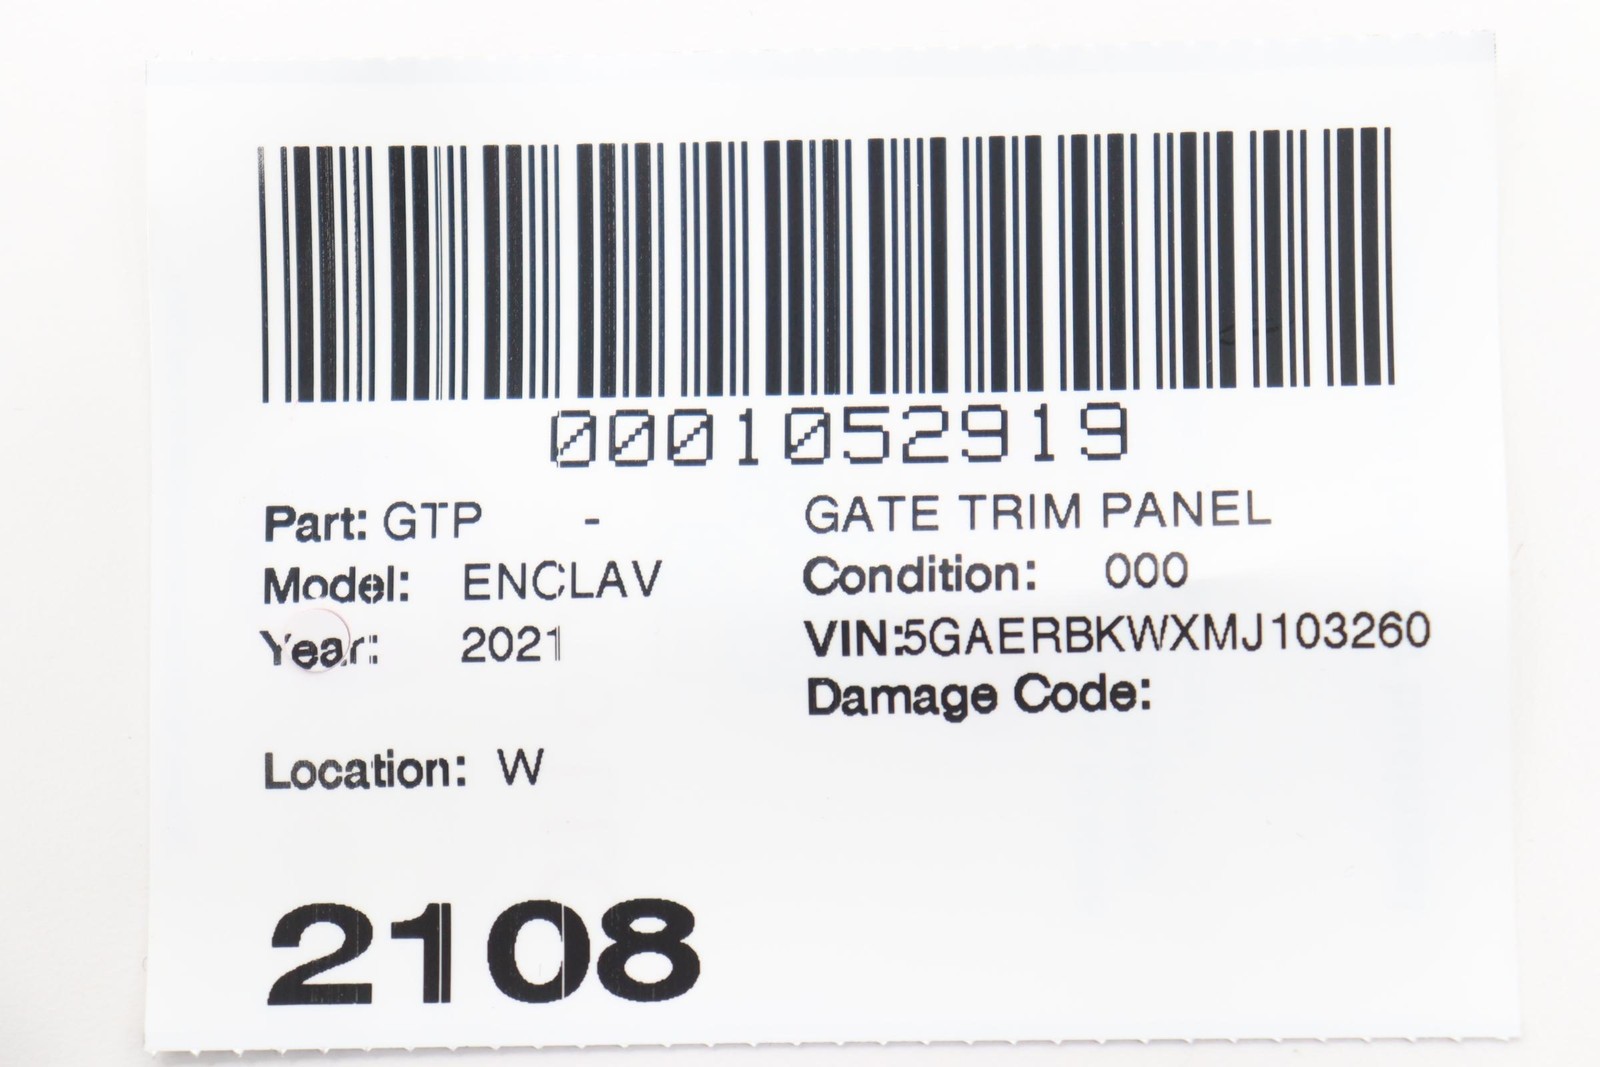 0001052919
Part: GTP - GATE TRIM PANEL
Model: ENCLAV Condition: 000
Year: 2021 VIN:5GAERBKWXMJ103260
Damage Code:
Location: W
2108